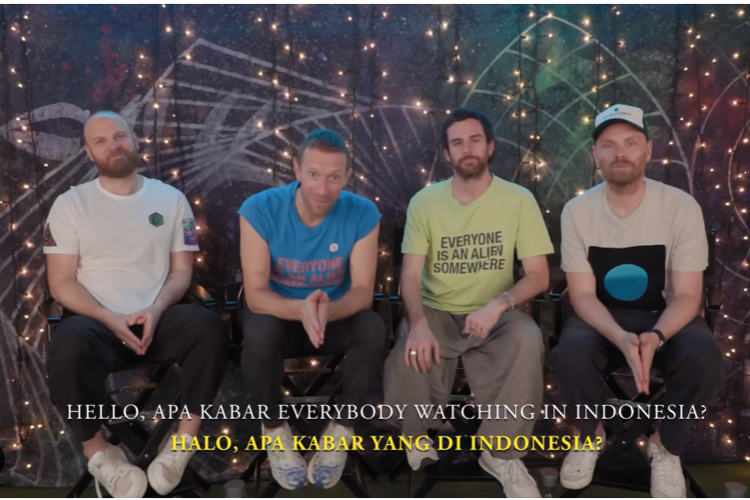 EVERYONE
EVERYONE
IS AN ALIEN
SOMEWHERE
HELLO, APA KABAR EVERYBODY WATCHING IN INDONESIA?
HALO, APA KABAR YANG DI INDONESIA?